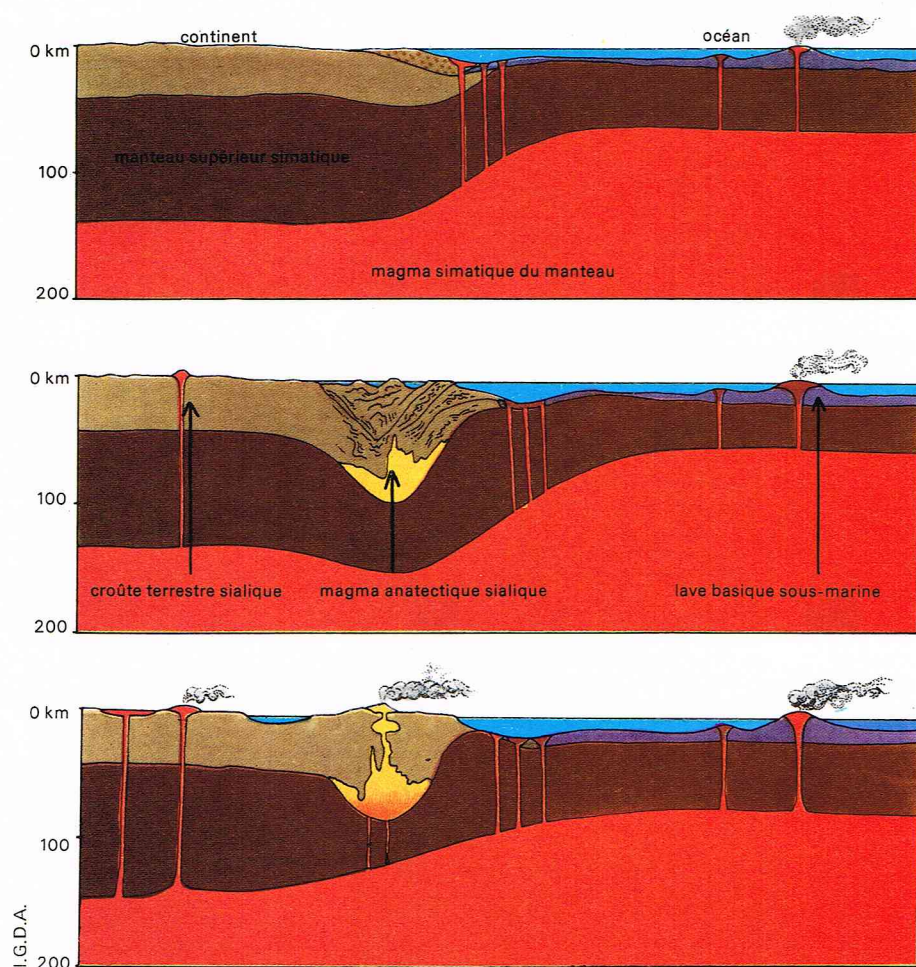 continent
océan
0 km
manteau supérieur simatique
100
magma simatique du manteau
200
0 km
100
croûte terrestre sialique
magma anatectique sialique
lave basique sous-marine
200
0 km
100
I.G.D.A.
200